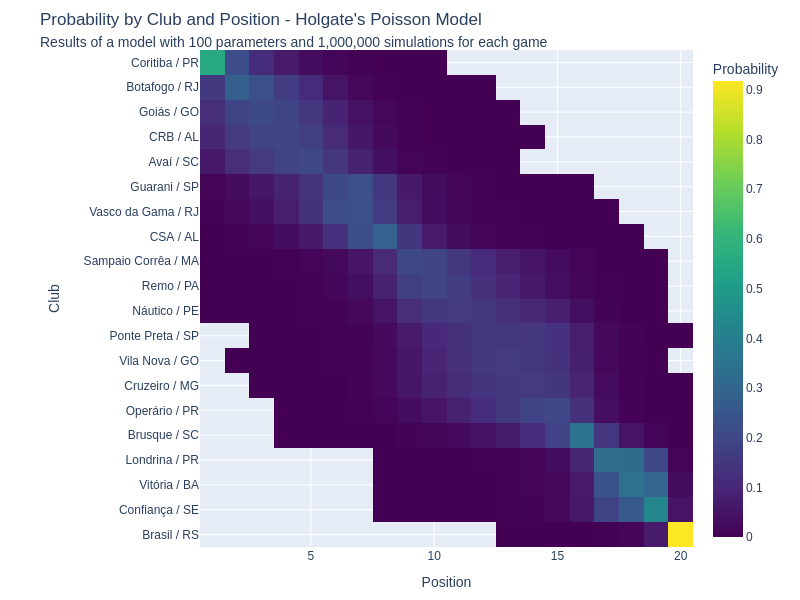 Probability by Club and Position - Holgate's Poisson Model
Results of a model with 100 parameters and 1,000,000 simulations for each game
Probability
Coritiba / PR
Botafogo / RJ
Goiás / GO
CRB / AL
Avaí / SC
Guarani / SP
Vasco da Gama / RJ
CSA / AL
Sampaio Corrêa / MA
Remo / PA
Náutico / PE
Ponte Preta / SP
Vila Nova / GO
Cruzeiro / MG
Operário / PR
Brusque / SC
Londrina / PR
Vitória / BA
Confiança / SE
Brasil / RS
Club
5 10 15 20
Position
0.9
0.8
0.7
0.6
0.5
0.4
0.3
0.2
0.1
0